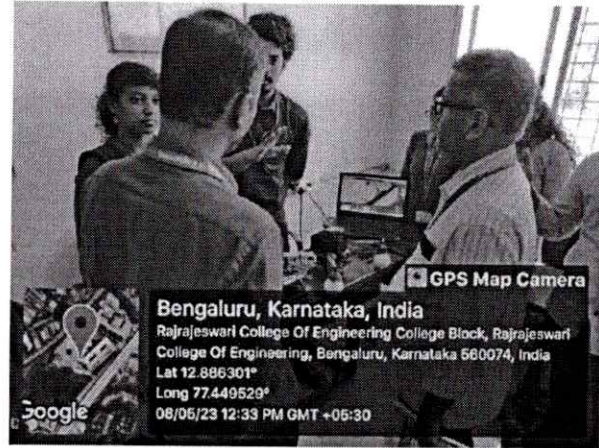 GPS Map Camera
Bengaluru, Karnataka, India
Rajrajeswari College Of Engineering College Block, Rajrajeswari
College Of Engineering, Bengaluru, Karnataka 560074, India
Lat 12.886301°
Long 77.449529°
08/05/23 12:33 PM GMT +05:30
Google